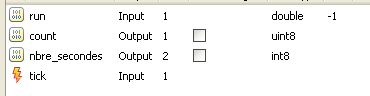 run Input 1 double -1
count Output 1 uint8
nbre_secondes Output 2 int8
tick Input 1